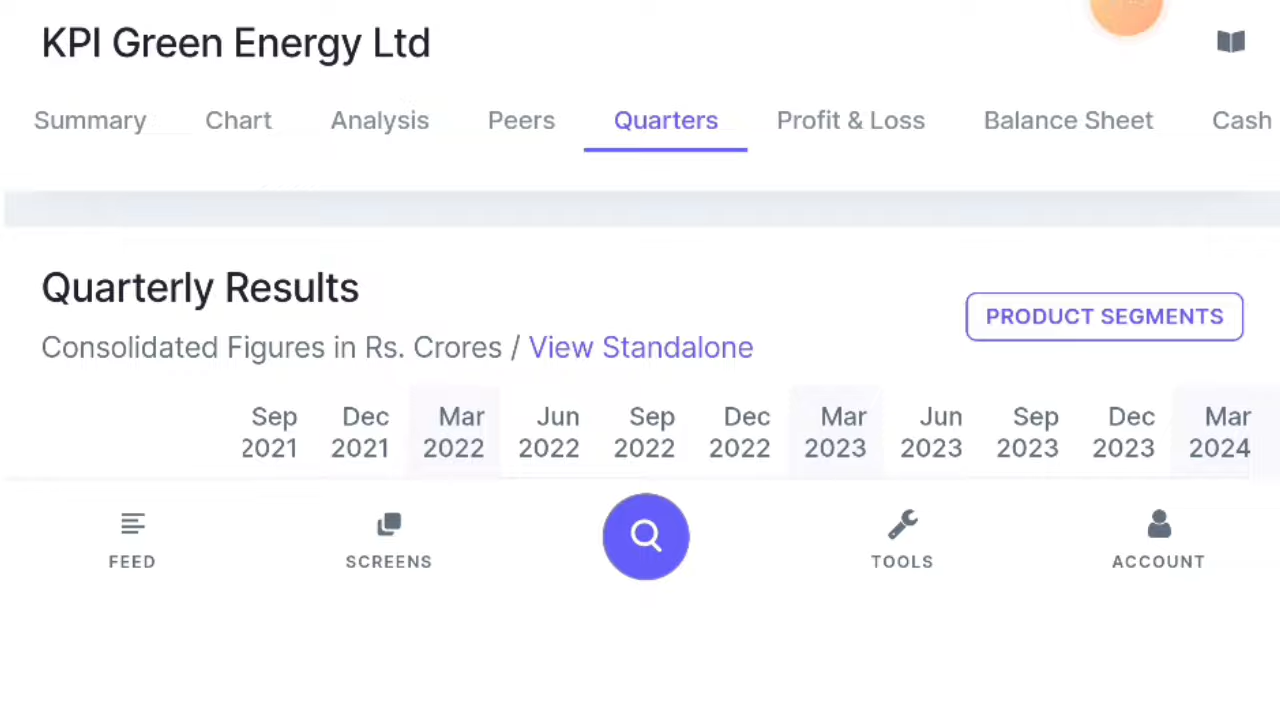 KPI Green Energy Ltd
Summary Chart Analysis Peers Quarters Profit & Loss Balance Sheet Cash
Quarterly Results
PRODUCT SEGMENTS
Consolidated Figures in Rs. Crores / View Standalone
Sep Dec Mar Jun Sep Dec Mar Jun Sep Dec Mar
2021 2021 2022 2022 2022 2022 2023 2023 2023 2023 2024
FEED SCREENS TOOLS ACCOUNT